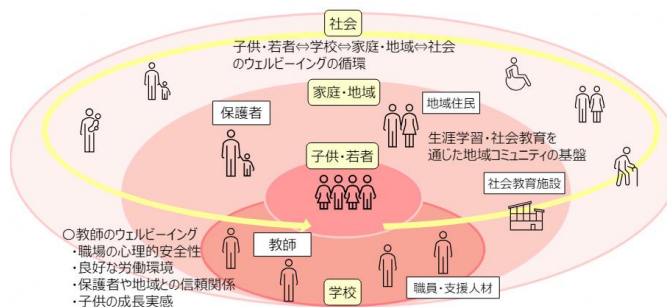 社会
子供・若者⇔学校⇔家庭・地域⇔社会
のウェルビーイングの循環
家庭・地域
保護者
地域住民
生涯学習・社会教育を
通じた地域コミュニティの基盤
子供・若者
社会教育施設
〇教師のウェルビーイング
・職場の心理的安全性
・良好な労働環境
・保護者や地域との信頼関係
・子供の成長実感
教師
職員・支援人材
学校